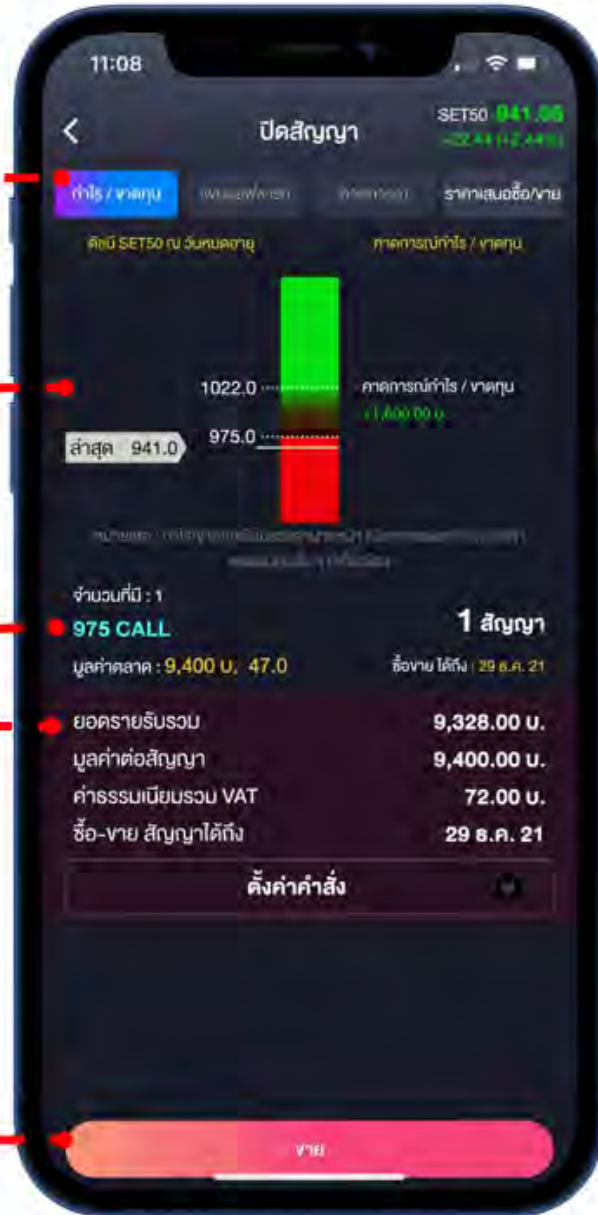 11:08
ปิดสัญญา
SET50 941.06
+22.44 (+2.44%)
กำไร / ขาดทุน
ราคาเสนอซื้อ/ขาย
ดัชนี SET50 ณ วันหมดอายุ
คาดการณ์กำไร / ขาดทุน
1022.0
คาดการณ์กำไร / ขาดทุน
+1,600.00 บ.
975.0
ล่าสุด 941.0
จำนวนที่มี : 1
975 CALL
1 สัญญา
มูลค่าตลาด : 9,400 บ, 47.0
ซื้อขาย ได้ถึง : 29 ธ.ค. 21
ยอดรายรับรวม 9,328.00 บ.
มูลค่าต่อสัญญา 9,400.00 บ.
ค่าธรรมเนียมรวม VAT 72.00 บ.
ซื้อ-ขาย สัญญาได้ถึง 29 ธ.ค. 21
ตั้งค่าคำสั่ง
ขาย